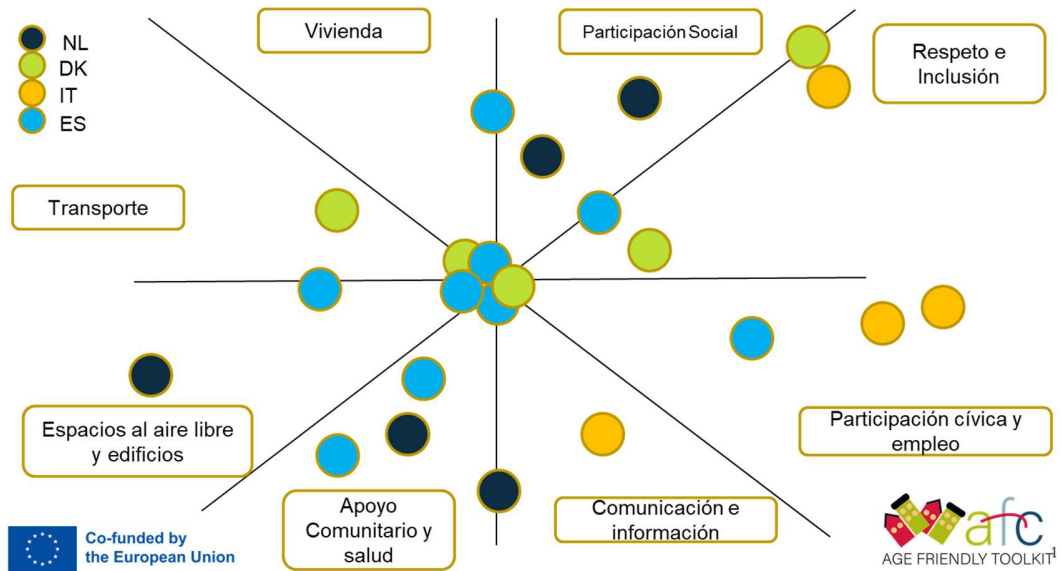 NL
DK
IT
ES
Vivienda
Participación Social
Respeto e
Inclusión
Transporte
Espacios al aire libre
y edificios
Apoyo
Comunitario y
salud
Comunicación e
información
Participación cívica y
empleo
Co-funded by
the European Union
afc
AGE FRIENDLY TOOLKIT
1